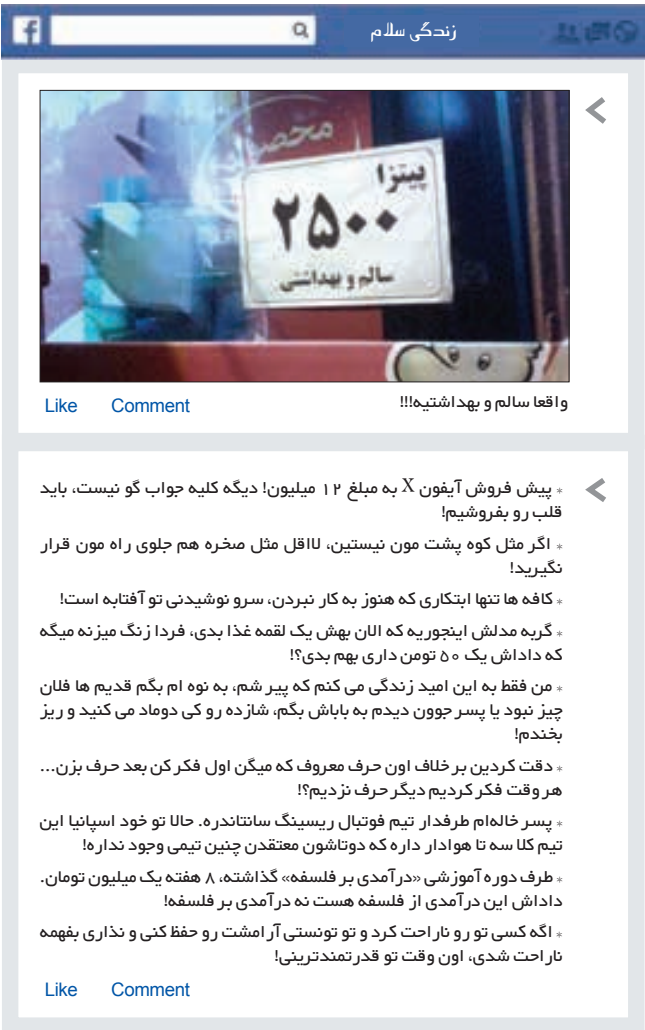 زندگی سلام
محصو
پیتزا
۲۵۰۰
سالم و بهداشتی
واقعا سالم و بهداشتیه!!!
Like Comment
* پیش فروش آیفون X به مبلغ ۱۲ میلیون! دیگه کلیه جواب گو نیست، باید
قلب رو بفروشیم!
* اگر مثل کوه پشت مون نیستین، لااقل مثل صخره هم جلوی راه مون قرار
نگیرید!
* کافه ها تنها ابتکاری که هنوز به کار نبردن، سرو نوشیدنی تو آفتابه است!
* گربه مدلش اینجوریه که الان بهش یک لقمه غذا بدی، فردا زنگ میزنه میگه
که داداش یک ۵۰ تومن داری بهم بدی؟!
* من فقط به این امید زندگی می کنم که پیر شم، به نوه ام بگم قدیم ها فلان
چیز نبود یا پسر جوون دیدم به باباش بگم، شازده رو کی دوماد می کنید و ریز
بخندم!
* دقت کردین بر خلاف اون حرف معروف که میگن اول فکر کن بعد حرف بزن...
هر وقت فکر کردیم دیگر حرف نزدیم؟!
* پسر خاله‌ام طرفدار تیم فوتبال ریسینگ سانتاندره. حالا تو خود اسپانیا این
تیم کلا سه تا هوادار داره که دوتاشون معتقدن چنین تیمی وجود نداره!
* طرف دوره آموزشی «درآمدی بر فلسفه» گذاشته، ۸ هفته یک میلیون تومان.
داداش این درآمدی از فلسفه هست نه درآمدی بر فلسفه!
* اگه کسی تو رو ناراحت کرد و تو تونستی آرامشت رو حفظ کنی و نذاری بفهمه
ناراحت شدی، اون وقت تو قدرتمندترینی!
Like Comment